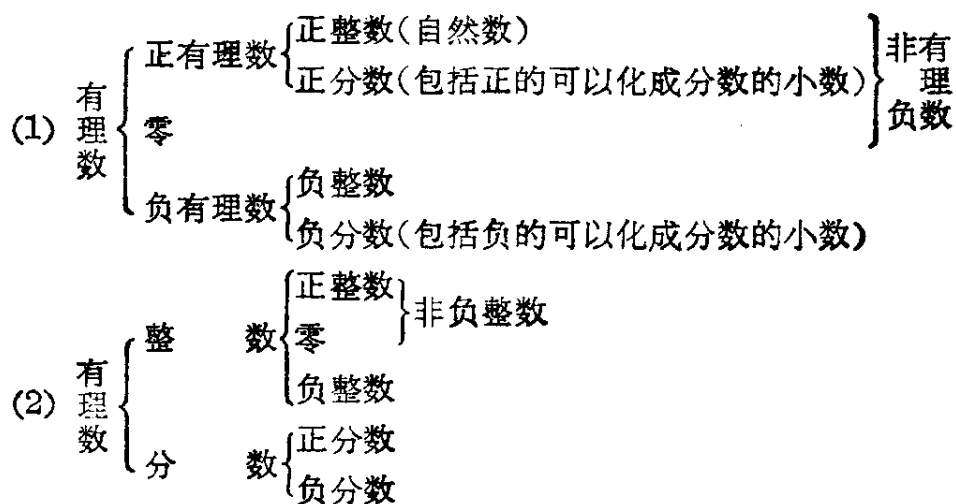 正整数(自然数)
正有理数
正分数(包括正的可以化成分数的小数)
非有
理
负数
(1) 有理数
零
负整数
负有理数
负分数(包括负的可以化成分数的小数)
正整数
非负整数
整 数
零
负整数
(2) 有理数
正分数
分 数
负分数